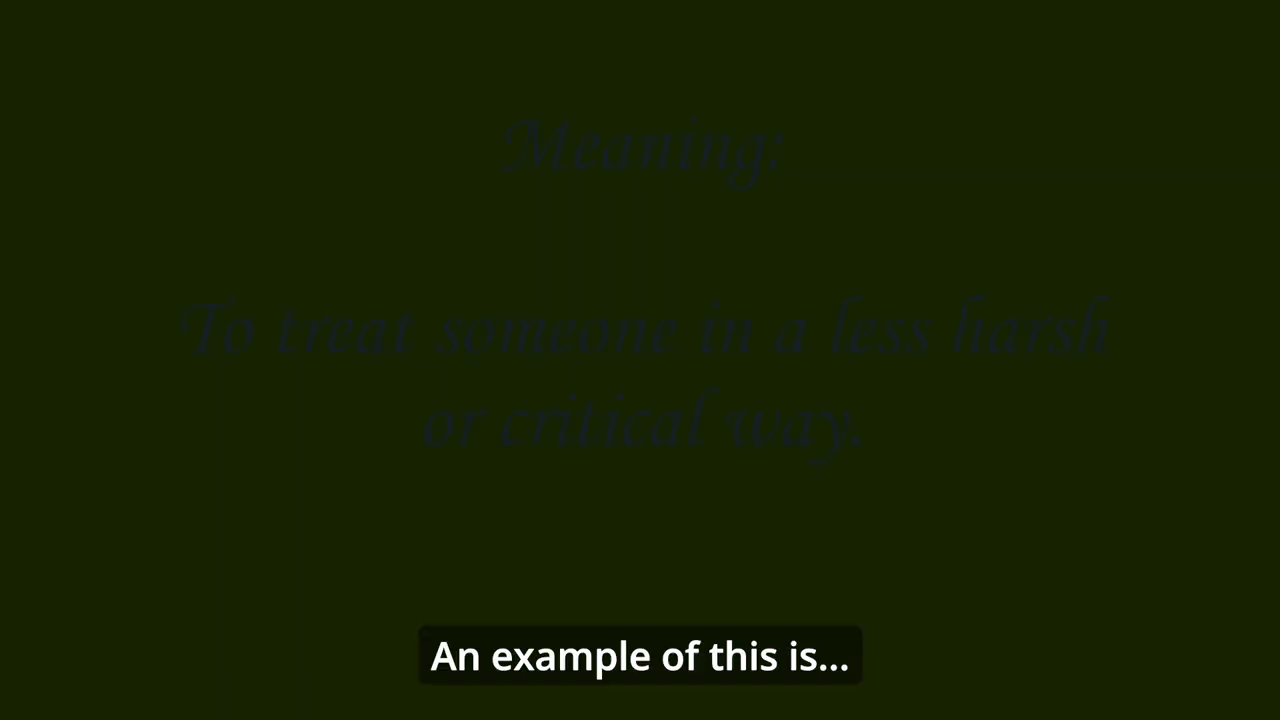 Meaning:
To treat someone in a less harsh
or critical way.
An example of this is...